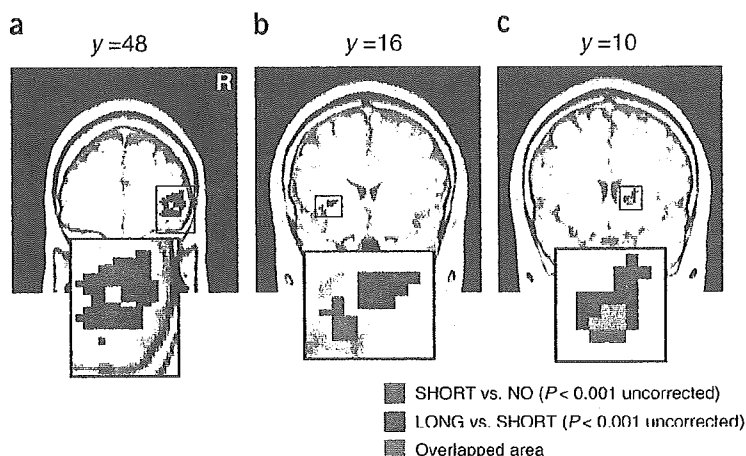 a
y =48
R
b
y =16
c
y =10
SHORT vs. NO (P < 0.001 uncorrected)
LONG vs. SHORT (P < 0.001 uncorrected)
Overlapped area